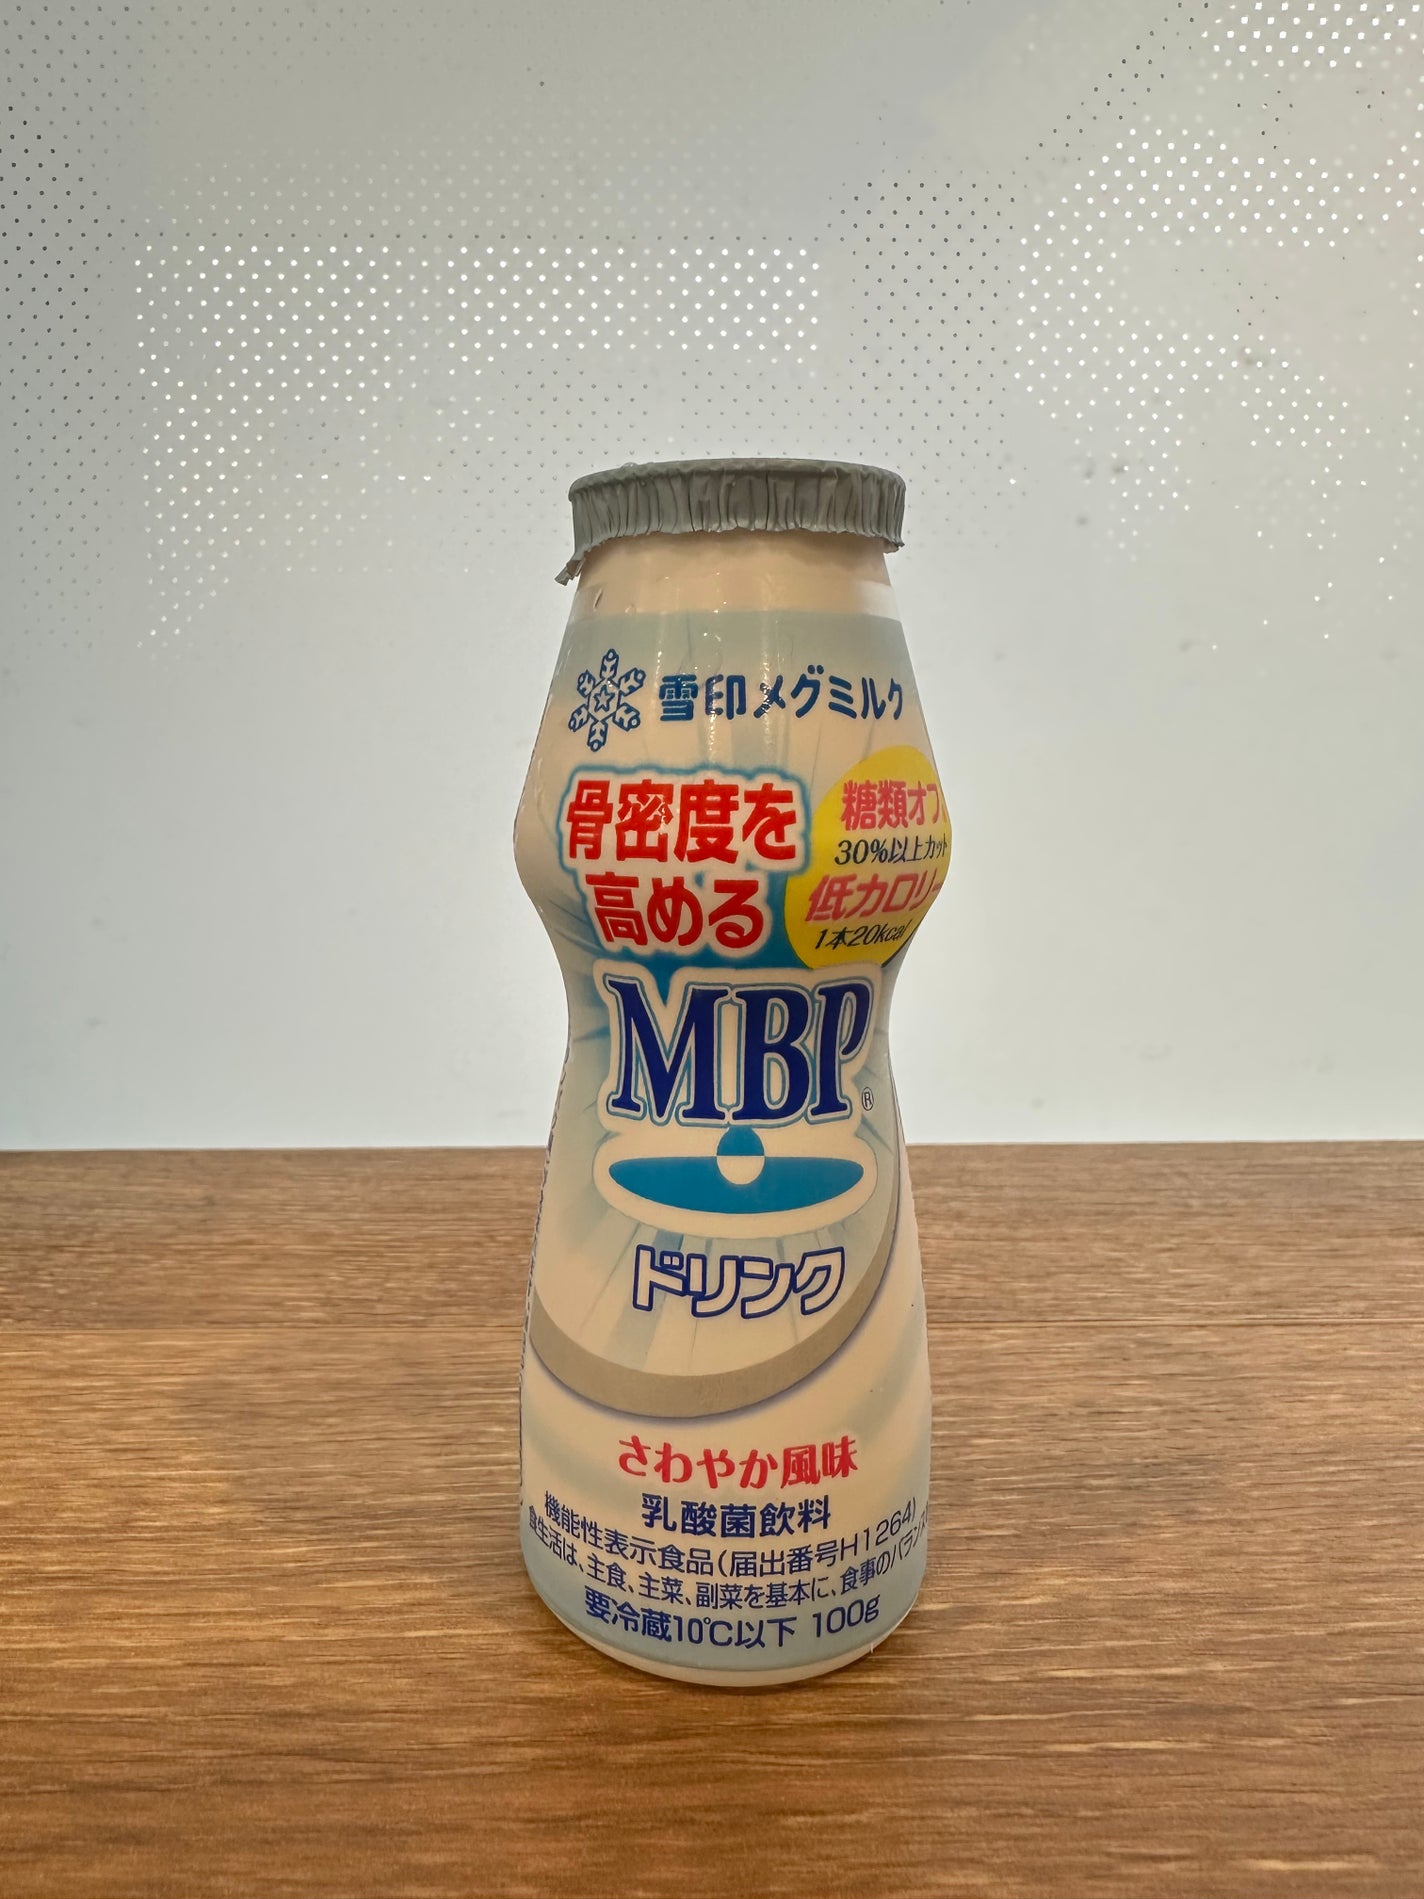 雪印メグミルク
骨密度を
高める
糖類オフ
30%以上カット
低カロリー
1本20kcal
MBP®
ドリンク
さわやか風味
乳酸菌飲料
機能性表示食品(届出番号H1264)
食生活は、主食、主菜、副菜を基本に、食事のバランス
要冷蔵10℃以下 100g